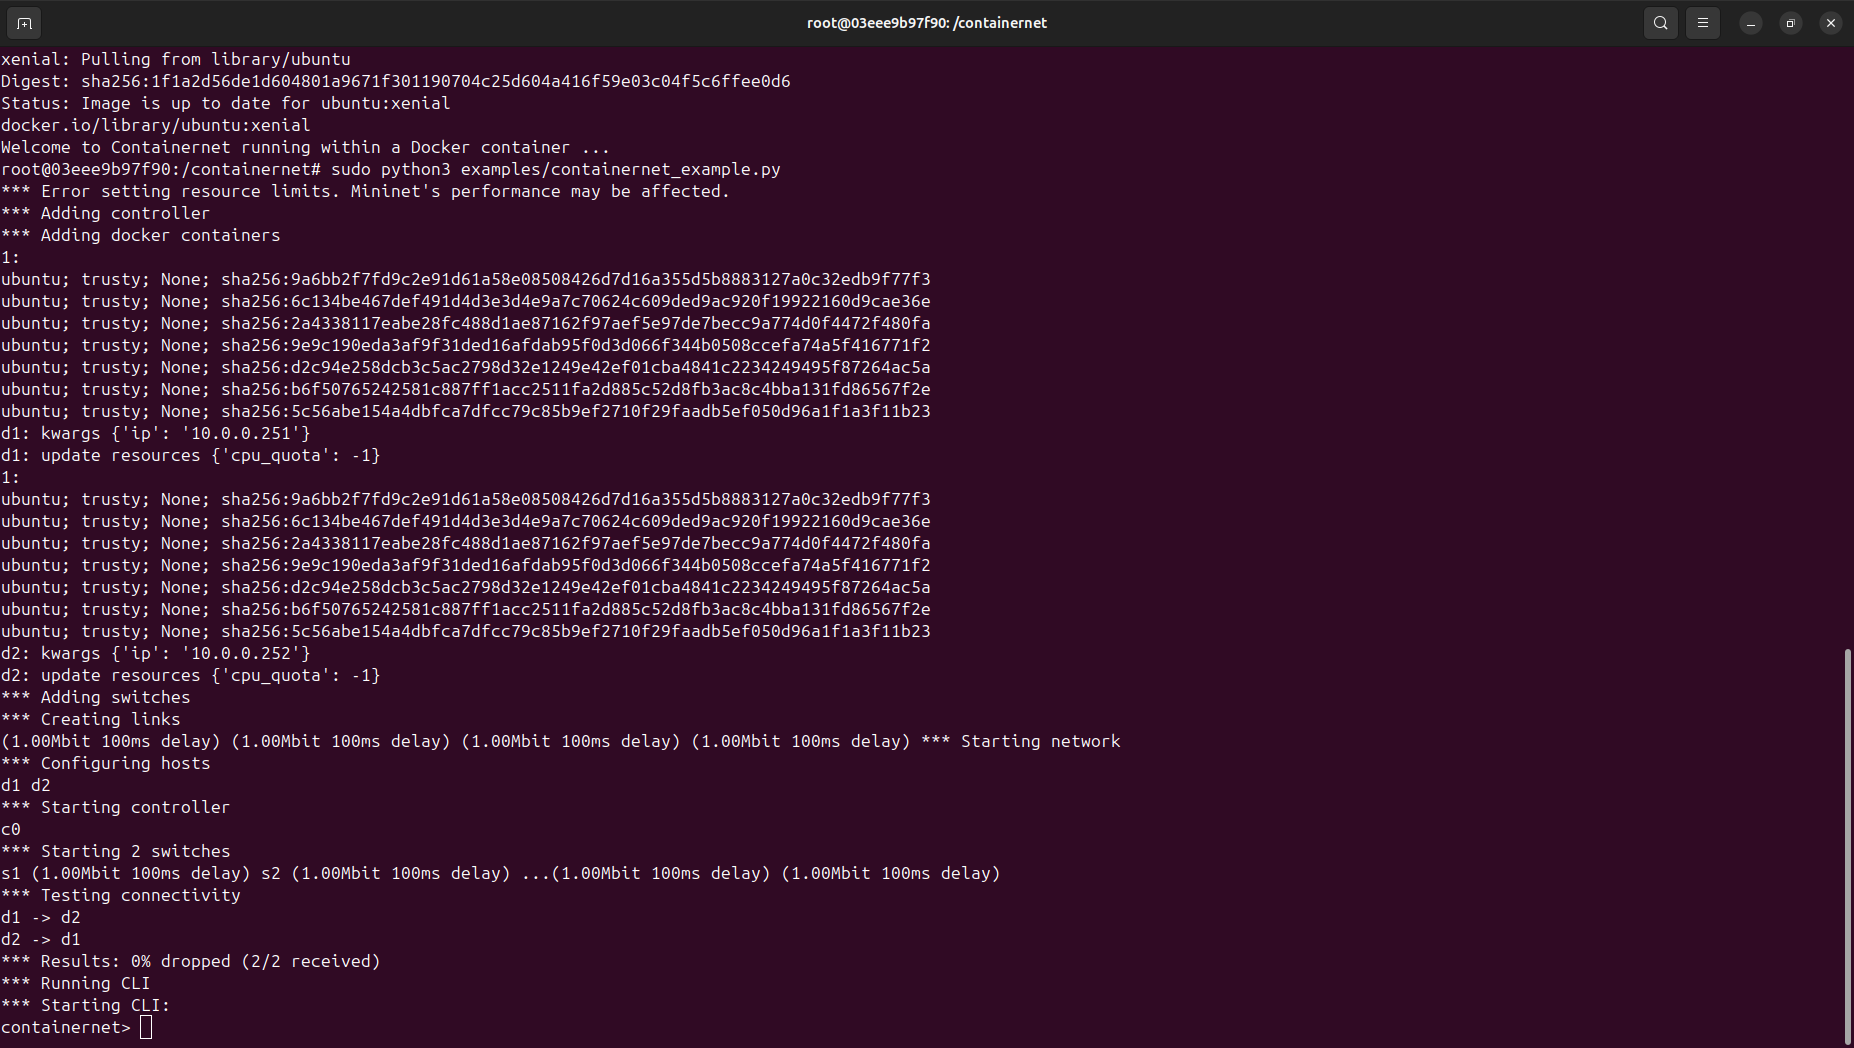 root@03eee9b97f90: /containernet
xenial: Pulling from library/ubuntu
Digest: sha256:1f1a2d56de1d604801a9671f301190704c25d604a416f59e03c04f5c6ffee0d6
Status: Image is up to date for ubuntu:xenial
docker.io/library/ubuntu:xenial
Welcome to Containernet running within a Docker container ...
root@03eee9b97f90:/containernet# sudo python3 examples/containernet_example.py
*** Error setting resource limits. Mininet's performance may be affected.
*** Adding controller
*** Adding docker containers
1:
ubuntu; trusty; None; sha256:9a6bb2f7fd9c2e91d61a58e08508426d7d16a355d5b8883127a0c32edb9f77f3
ubuntu; trusty; None; sha256:6c134be467def491d4d3e3d4e9a7c70624c609ded9ac920f19922160d9cae36e
ubuntu; trusty; None; sha256:2a4338117eabe28fc488d1ae87162f97aef5e97de7becc9a774d0f4472f480fa
ubuntu; trusty; None; sha256:9e9c190eda3af9f31ded16afdab95f0d3d066f344b0508ccefa74a5f416771f2
ubuntu; trusty; None; sha256:d2c94e258dcb3c5ac2798d32e1249e42ef01cba4841c2234249495f87264ac5a
ubuntu; trusty; None; sha256:b6f50765242581c887ff1acc2511fa2d885c52d8fb3ac8c4bba131fd86567f2e
ubuntu; trusty; None; sha256:5c56abe154a4dbfca7dfcc79c85b9ef2710f29faadb5ef050d96a1f1a3f11b23
d1: kwargs {'ip': '10.0.0.251'}
d1: update resources {'cpu_quota': -1}
1:
ubuntu; trusty; None; sha256:9a6bb2f7fd9c2e91d61a58e08508426d7d16a355d5b8883127a0c32edb9f77f3
ubuntu; trusty; None; sha256:6c134be467def491d4d3e3d4e9a7c70624c609ded9ac920f19922160d9cae36e
ubuntu; trusty; None; sha256:2a4338117eabe28fc488d1ae87162f97aef5e97de7becc9a774d0f4472f480fa
ubuntu; trusty; None; sha256:9e9c190eda3af9f31ded16afdab95f0d3d066f344b0508ccefa74a5f416771f2
ubuntu; trusty; None; sha256:d2c94e258dcb3c5ac2798d32e1249e42ef01cba4841c2234249495f87264ac5a
ubuntu; trusty; None; sha256:b6f50765242581c887ff1acc2511fa2d885c52d8fb3ac8c4bba131fd86567f2e
ubuntu; trusty; None; sha256:5c56abe154a4dbfca7dfcc79c85b9ef2710f29faadb5ef050d96a1f1a3f11b23
d2: kwargs {'ip': '10.0.0.252'}
d2: update resources {'cpu_quota': -1}
*** Adding switches
*** Creating links
(1.00Mbit 100ms delay) (1.00Mbit 100ms delay) (1.00Mbit 100ms delay) (1.00Mbit 100ms delay) *** Starting network
*** Configuring hosts
d1 d2
*** Starting controller
c0
*** Starting 2 switches
s1 (1.00Mbit 100ms delay) s2 (1.00Mbit 100ms delay) ...(1.00Mbit 100ms delay) (1.00Mbit 100ms delay)
*** Testing connectivity
d1 -> d2
d2 -> d1
*** Results: 0% dropped (2/2 received)
*** Running CLI
*** Starting CLI:
containernet>